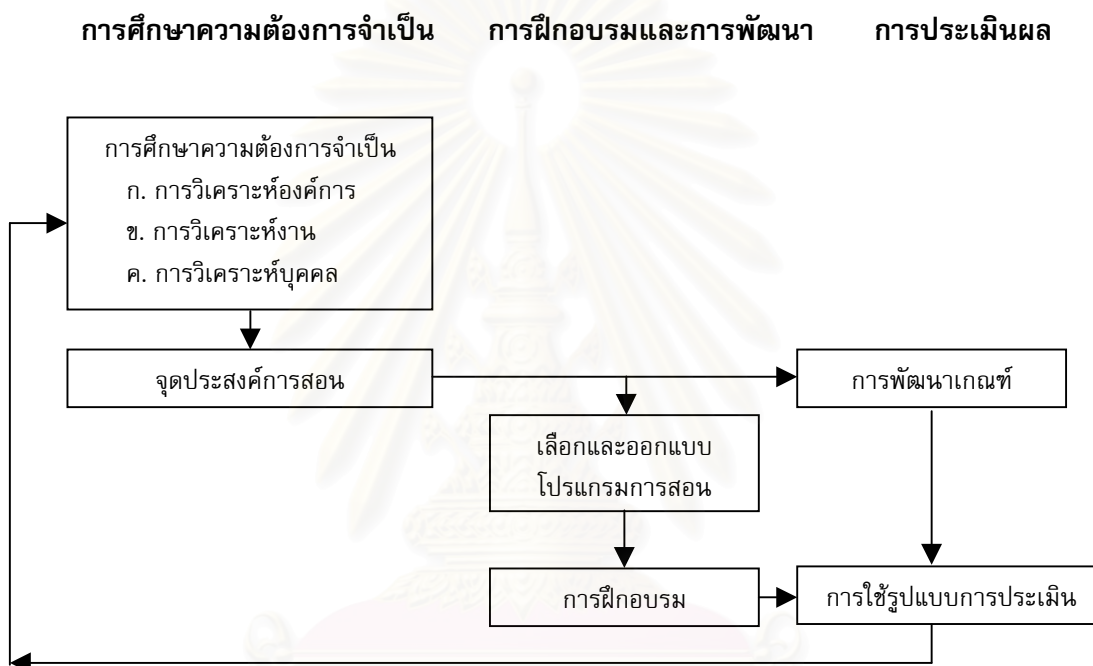 การศึกษาความต้องการจำเป็น การฝึกอบรมและการพัฒนา การประเมินผล
การศึกษาความต้องการจำเป็น
ก. การวิเคราะห์องค์การ
ข. การวิเคราะห์งาน
ค. การวิเคราะห์บุคคล
จุดประสงค์การสอน
การพัฒนาเกณฑ์
เลือกและออกแบบ
โปรแกรมการสอน
การฝึกอบรม
การใช้รูปแบบการประเมิน